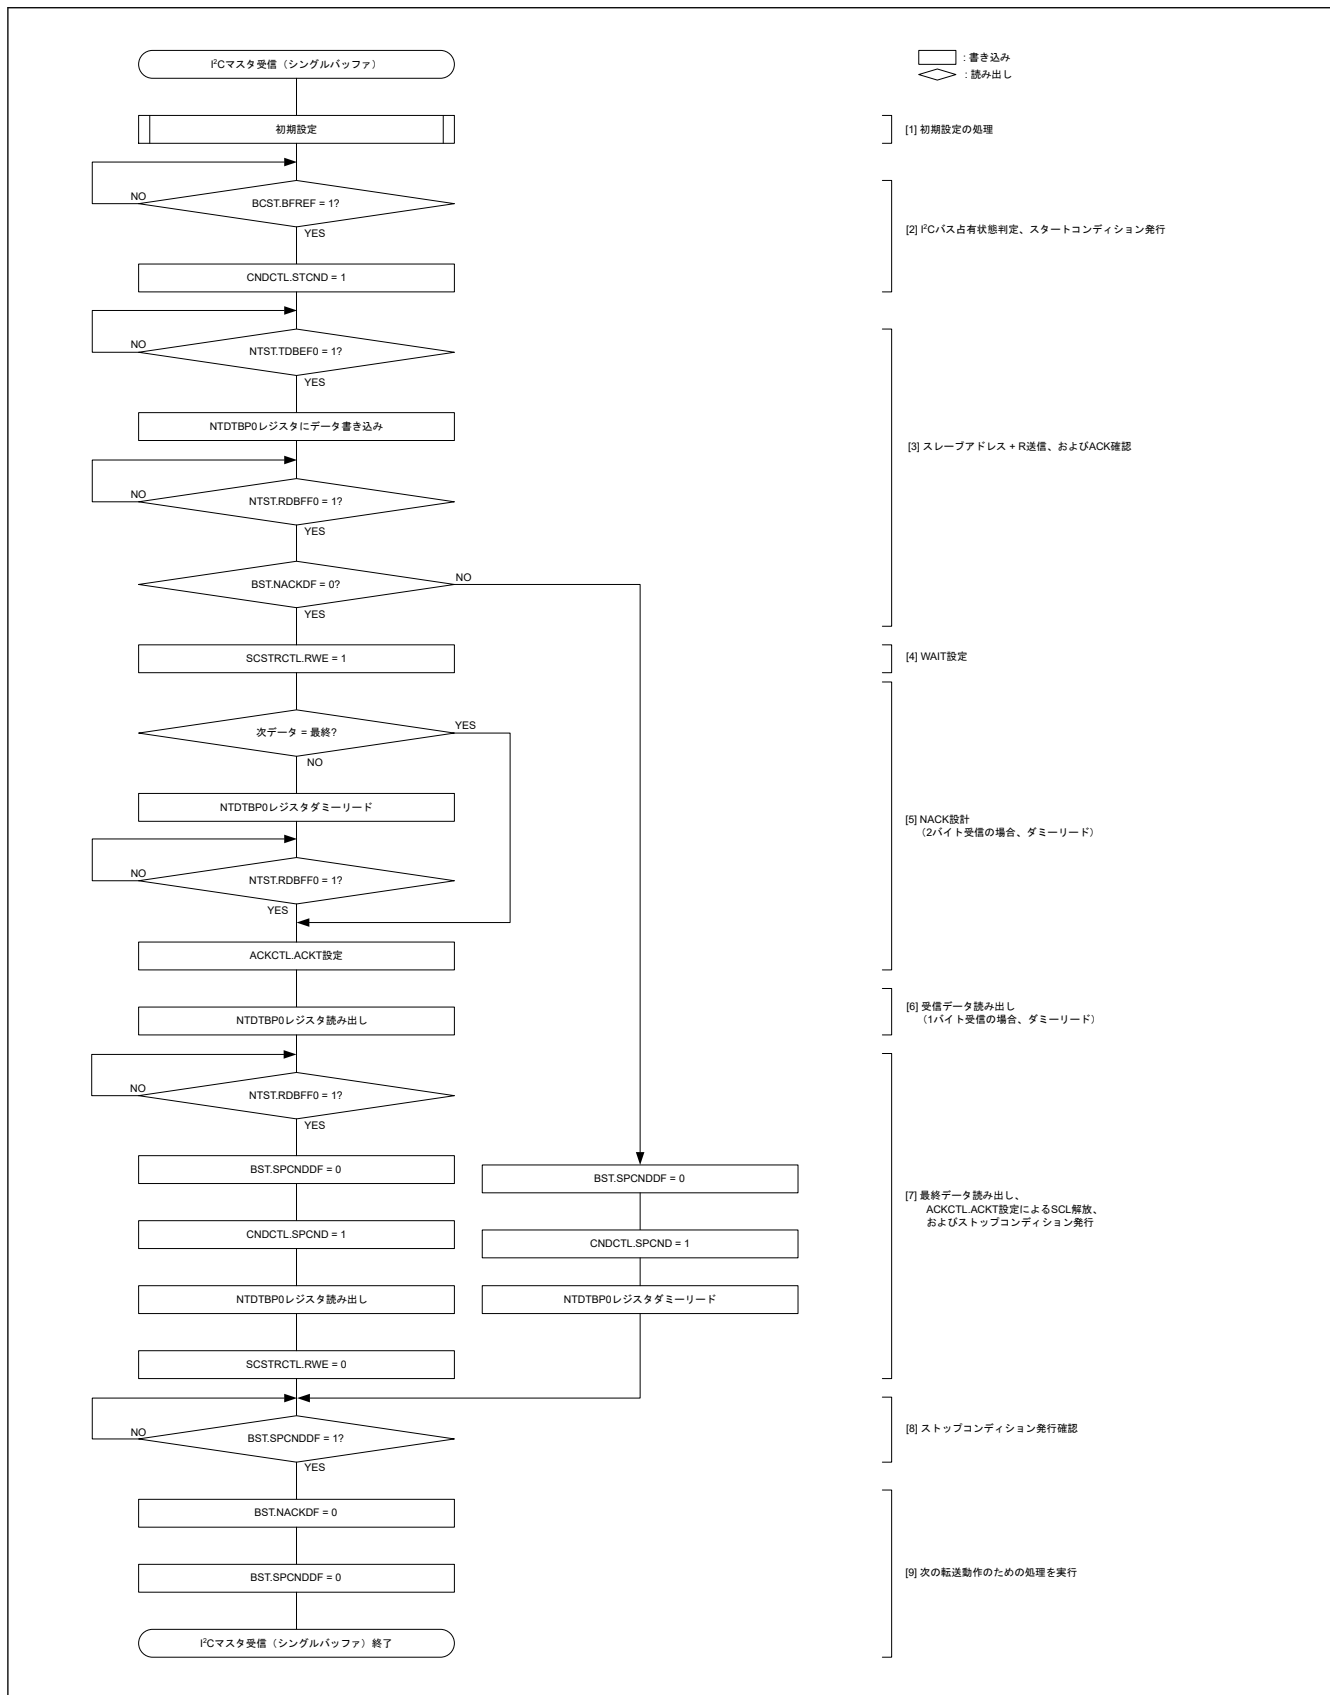 I²Cマスタ受信（シングルバッファ）
: 書き込み
: 読み出し
初期設定
[1] 初期設定の処理
NO
BCST.BFREF = 1?
YES
[2] I²Cバス占有状態判定、スタートコンディション発行
CNDCTL.STCND = 1
NO
NTST.TDBEF0 = 1?
YES
NTDTBP0レジスタにデータ書き込み
[3] スレーブアドレス + R送信、およびACK確認
NO
NTST.RDBFF0 = 1?
YES
BST.NACKDF = 0?
NO
YES
SCSTRCTL.RWE = 1
[4] WAIT設定
次データ = 最終?
YES
NO
NTDTBP0レジスタダミーリード
[5] NACK設計
（2バイト受信の場合、ダミーリード）
NO
NTST.RDBFF0 = 1?
YES
ACKCTL.ACKT設定
[6] 受信データ読み出し
（1バイト受信の場合、ダミーリード）
NTDTBP0レジスタ読み出し
NO
NTST.RDBFF0 = 1?
YES
BST.SPCNDDF = 0
BST.SPCNDDF = 0
[7] 最終データ読み出し、
ACKCTL.ACKT設定によるSCL解放、
およびストップコンディション発行
CNDCTL.SPCND = 1
CNDCTL.SPCND = 1
NTDTBP0レジスタ読み出し
NTDTBP0レジスタダミーリード
SCSTRCTL.RWE = 0
NO
BST.SPCNDDF = 1?
YES
[8] ストップコンディション発行確認
BST.NACKDF = 0
BST.SPCNDDF = 0
[9] 次の転送動作のための処理を実行
I²Cマスタ受信（シングルバッファ）終了